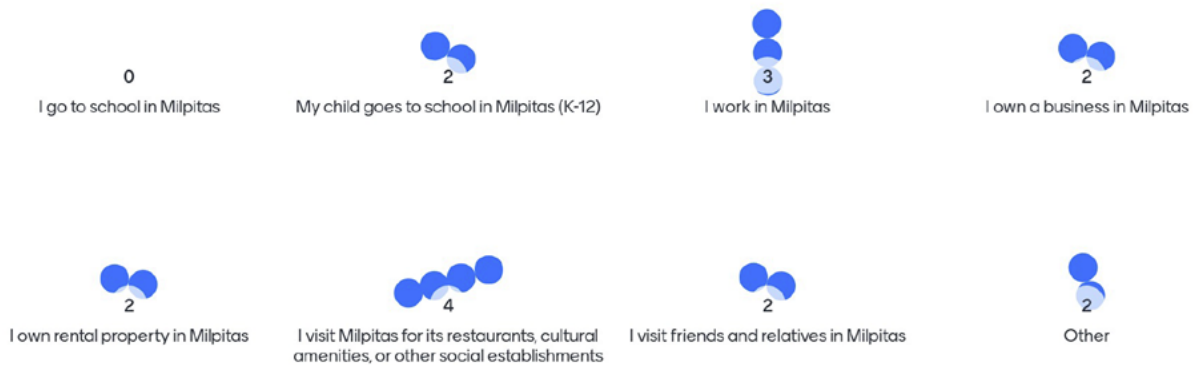 0
I go to school in Milpitas
2
My child goes to school in Milpitas (K-12)
3
I work in Milpitas
2
I own a business in Milpitas
2
I own rental property in Milpitas
4
I visit Milpitas for its restaurants, cultural
amenities, or other social establishments
2
I visit friends and relatives in Milpitas
2
Other